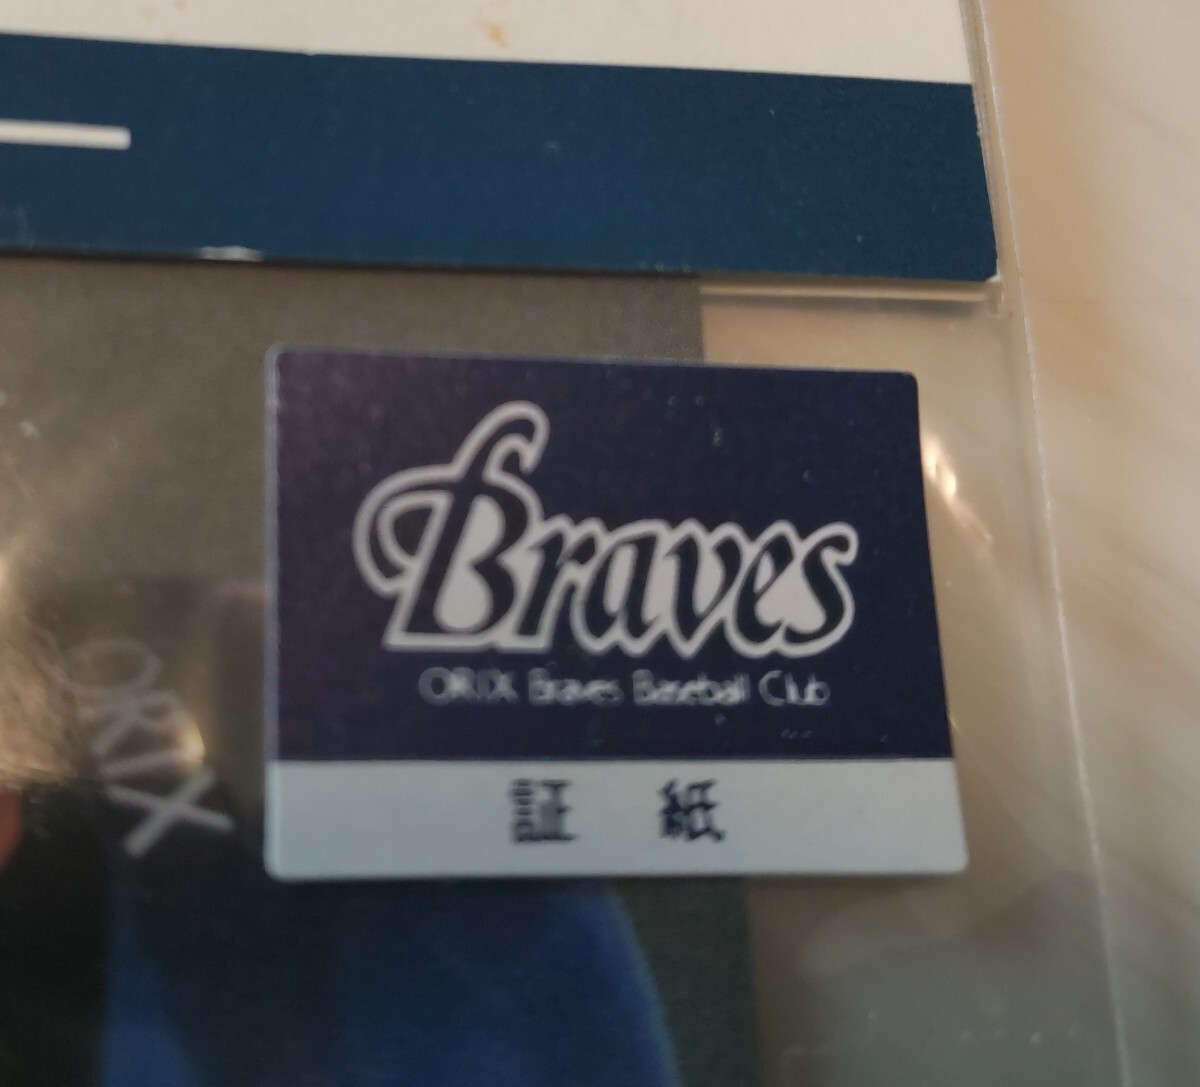 Braves
ORIX Braves Baseball Club
証 紙
ORIX